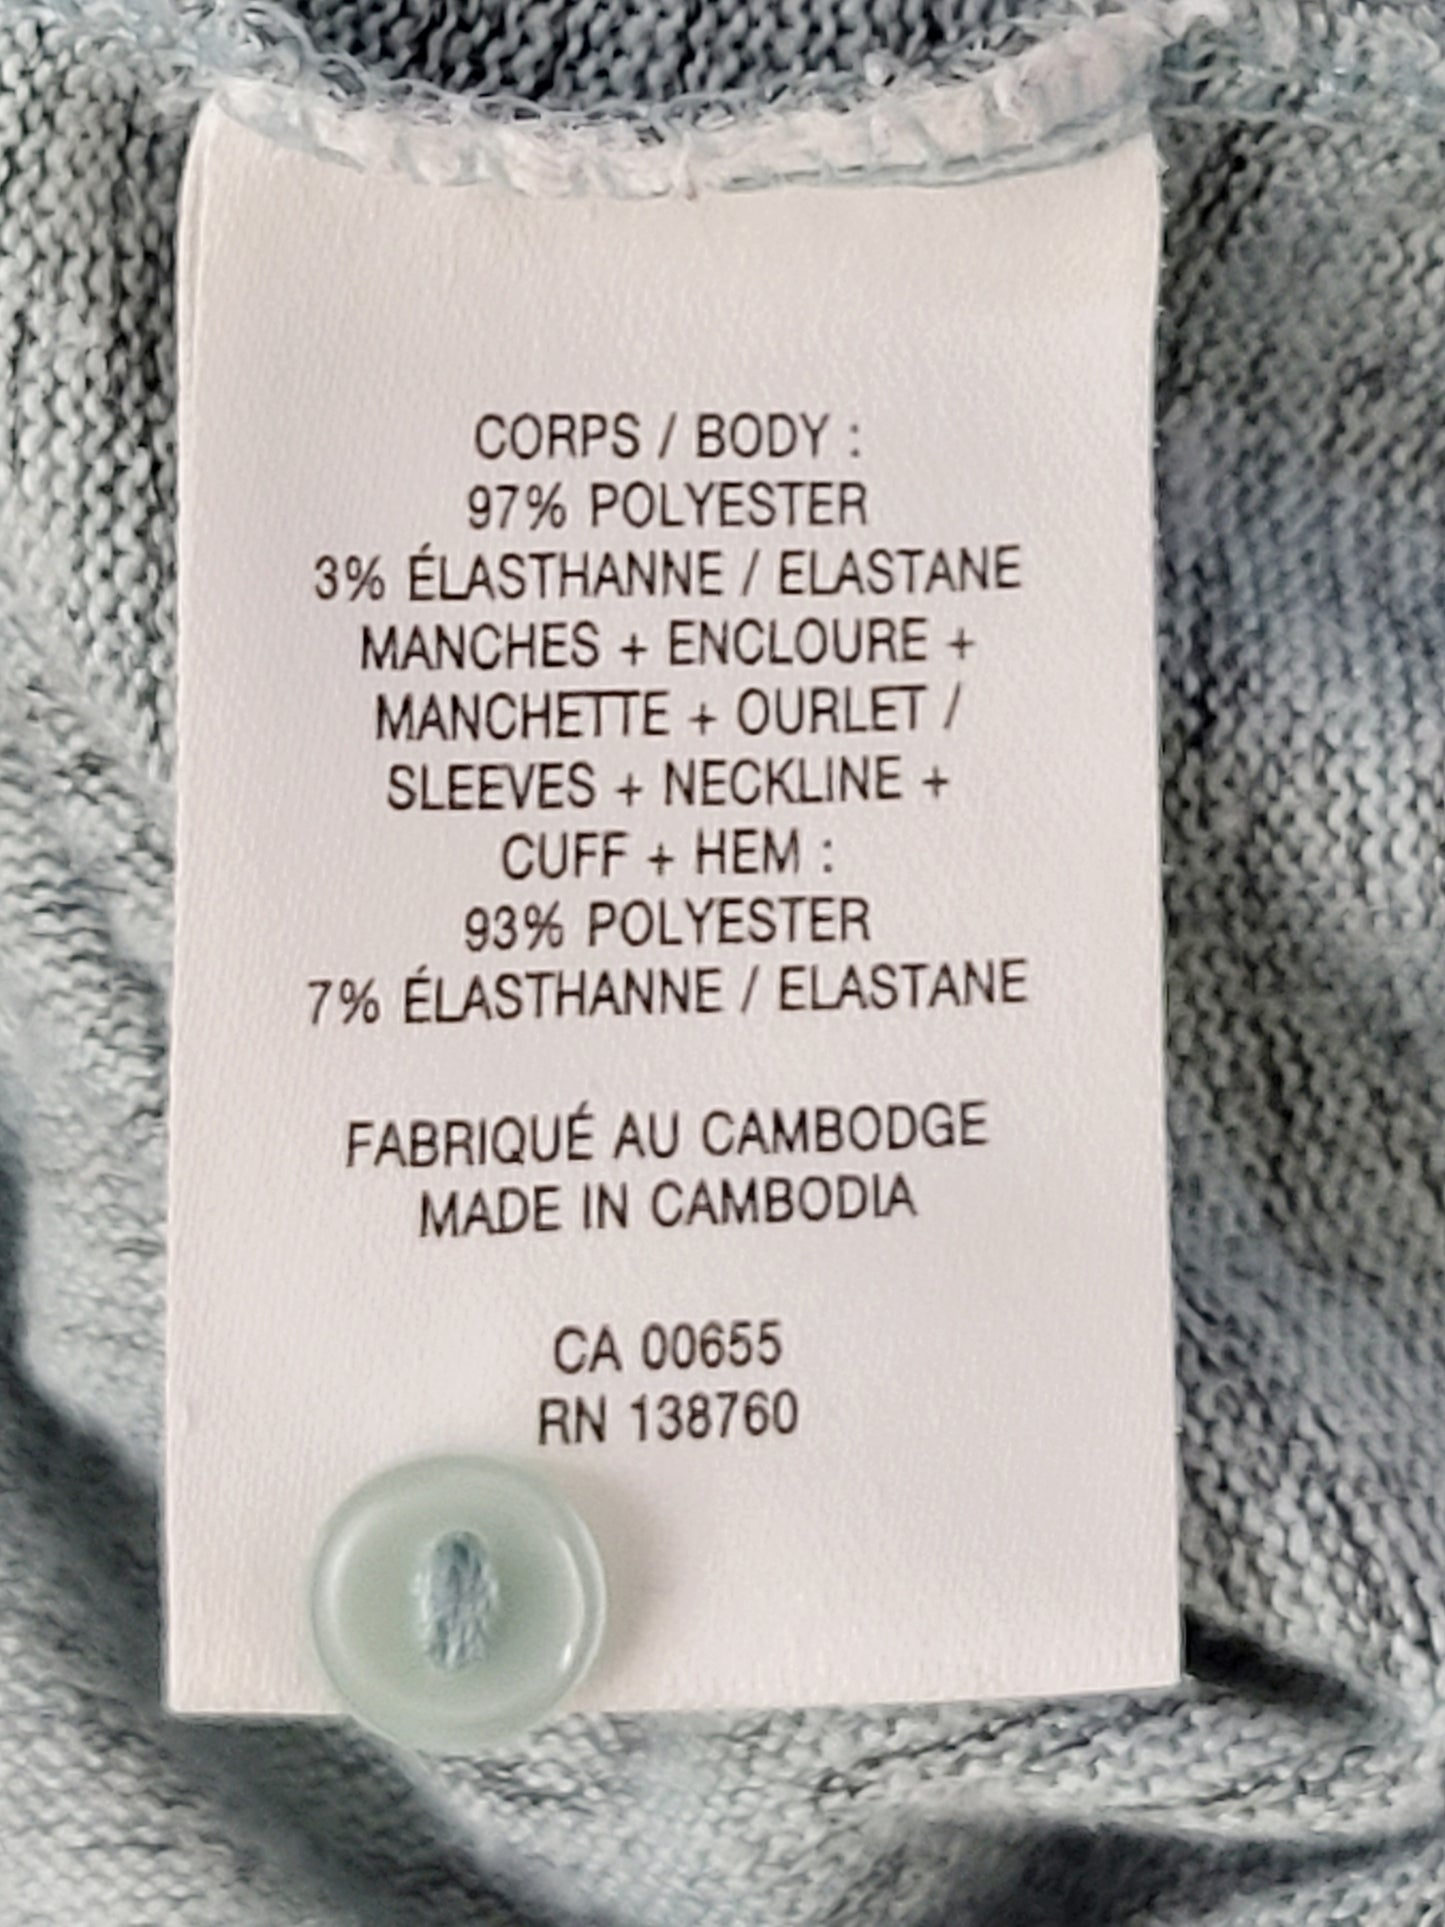 CORPS / BODY :
97% POLYESTER
3% ÉLASTHANNE / ELASTANE
MANCHES + ENCLOURE +
MANCHETTE + OURLET /
SLEEVES + NECKLINE +
CUFF + HEM :
93% POLYESTER
7% ÉLASTHANNE / ELASTANE
FABRIQUÉ AU CAMBODGE
MADE IN CAMBODIA
CA 00655
RN 138760